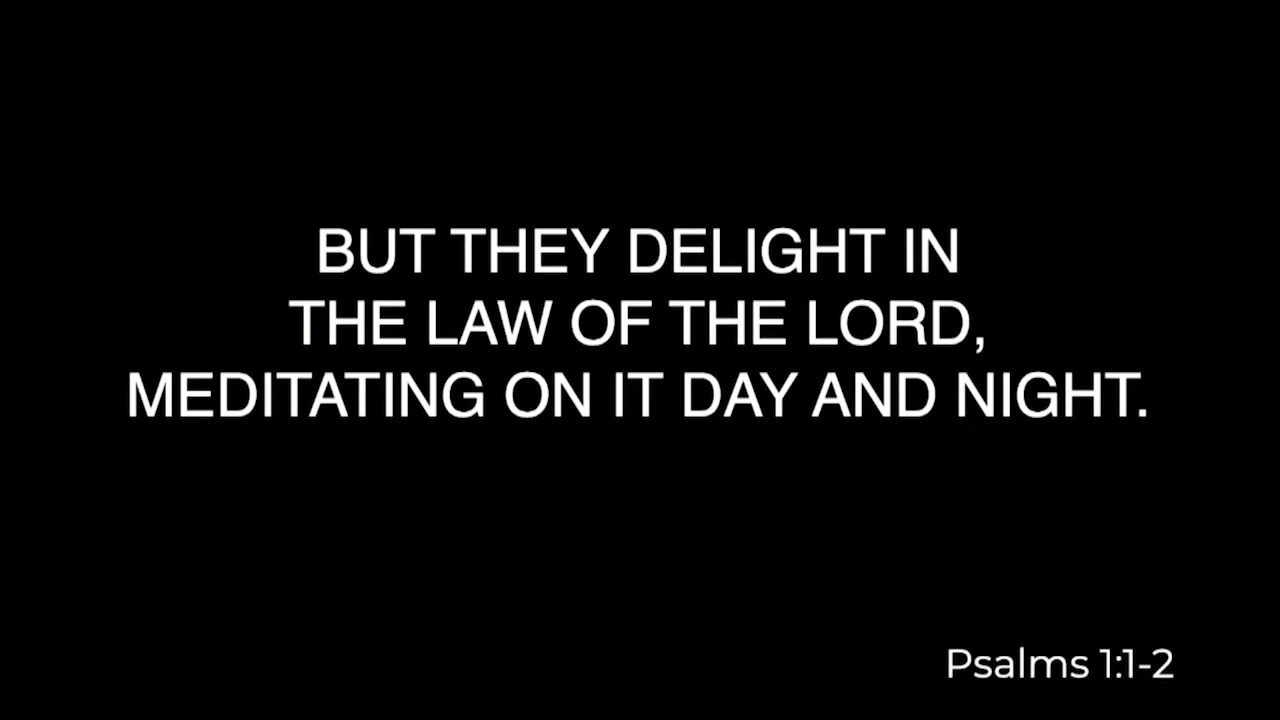 BUT THEY DELIGHT IN
THE LAW OF THE LORD,
MEDITATING ON IT DAY AND NIGHT.
Psalms 1:1-2